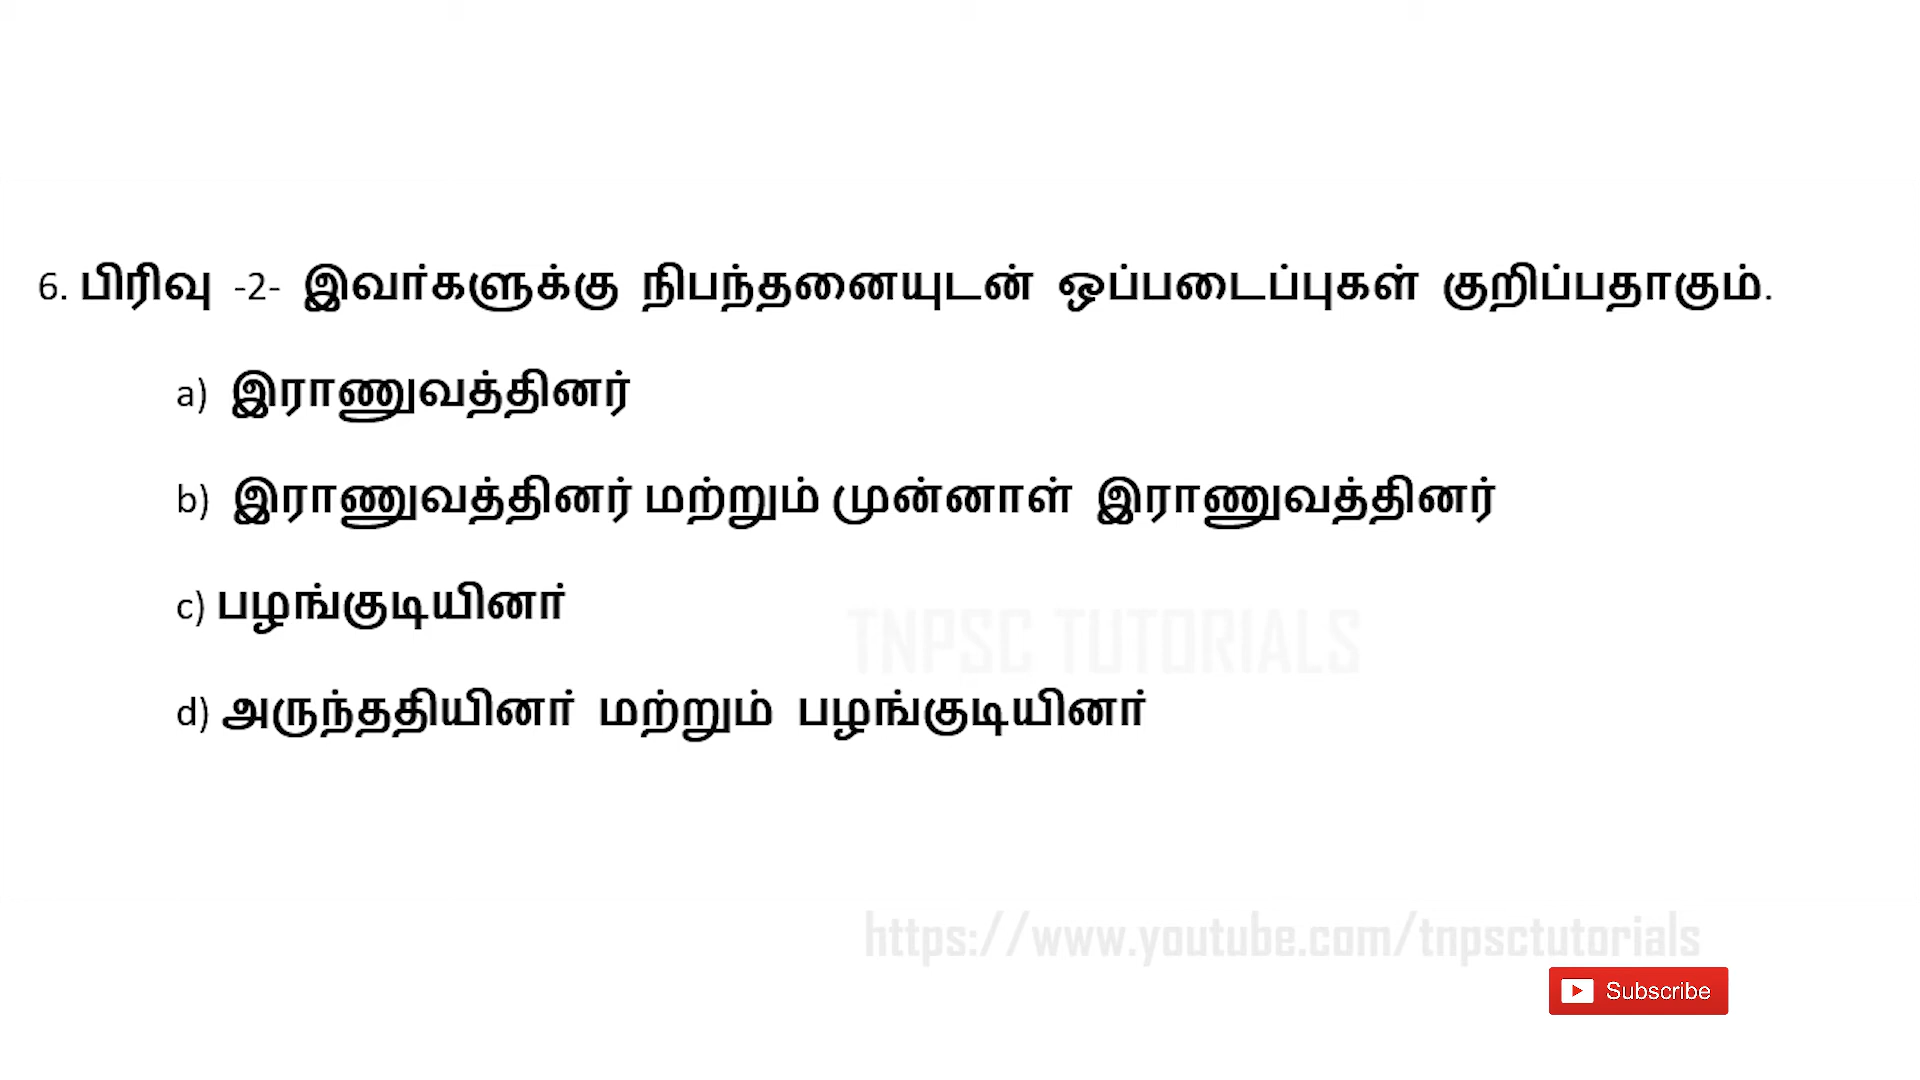 6. பிரிவு -2- இவர்களுக்கு நிபந்தனையுடன் ஒப்படைப்புகள் குறிப்பதாகும்.
a) இராணுவத்தினர்
b) இராணுவத்தினர் மற்றும் முன்னாள் இராணுவத்தினர்
c) பழங்குடியினர்
TNPSC TUTORIALS
d) அருந்ததியினர் மற்றும் பழங்குடியினர்
https://www.youtube.com/tnpsctutorials
Subscribe